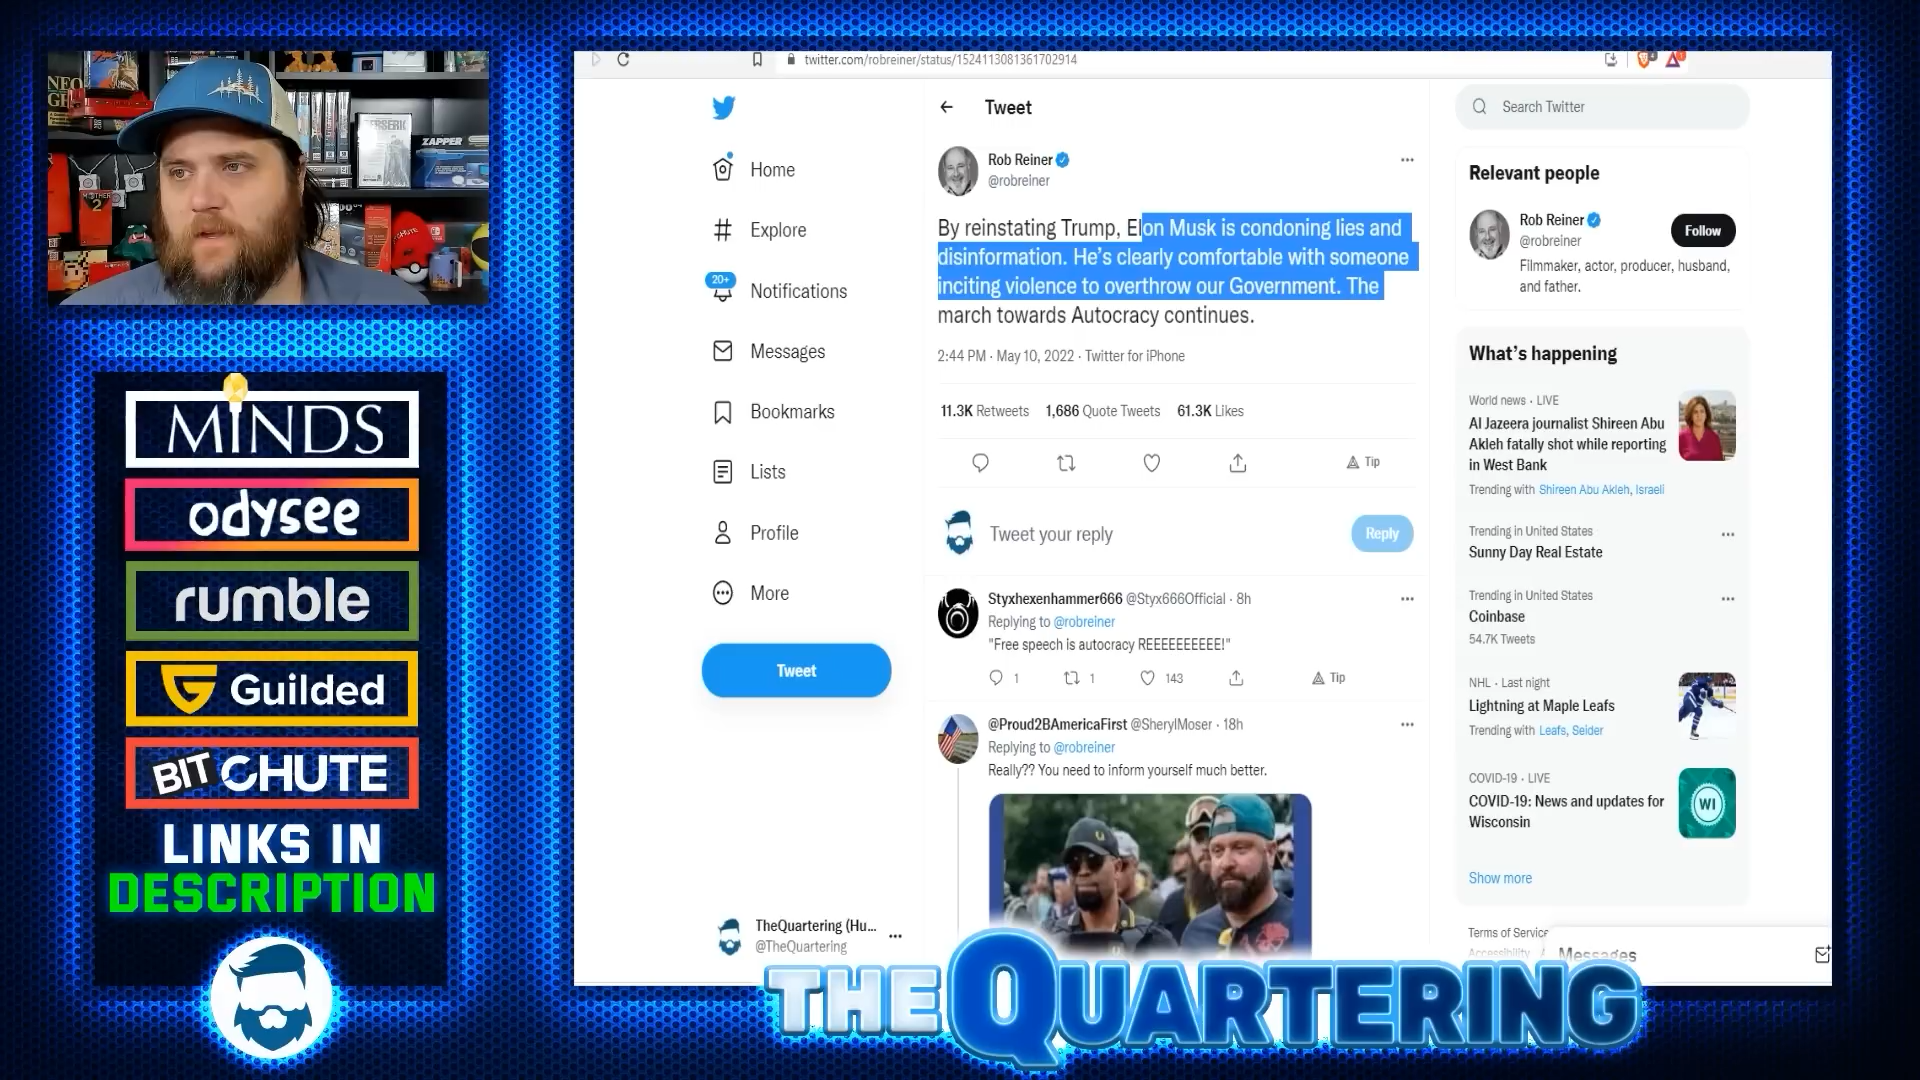 NEO
GE
BERSERK
ZAPPER
MOTHER
2
CHUTE
MINDS
odysee
rumble
Guilded
BITCHUTE
LINKS IN
DESCRIPTION
twitter.com/robreiner/status/1524113081361702914
Home
Explore
20+
Notifications
Messages
Bookmarks
Lists
Profile
More
Tweet
TheQuartering (Hu...
@TheQuartering
Tweet
Rob Reiner
@robreiner
By reinstating Trump, Elon Musk is condoning lies and
disinformation. He's clearly comfortable with someone
inciting violence to overthrow our Government. The
march towards Autocracy continues.
2:44 PM · May 10, 2022 · Twitter for iPhone
11.3K Retweets 1,686 Quote Tweets 61.3K Likes
Tip
Tweet your reply
Reply
Styxhexenhammer666 @Styx666Official · 8h
Replying to @robreiner
"Free speech is autocracy REEEEEEEEEE!"
1 1 143 Tip
@Proud2BAmericaFirst @SherylMoser · 18h
Replying to @robreiner
Really?? You need to inform yourself much better.
Search Twitter
Relevant people
Rob Reiner
@robreiner
Follow
Filmmaker, actor, producer, husband,
and father.
What's happening
World news · LIVE
Al Jazeera journalist Shireen Abu
Akleh fatally shot while reporting
in West Bank
Trending with Shireen Abu Akleh, Israeli
Trending in United States
Sunny Day Real Estate
Trending in United States
Coinbase
54.7K Tweets
NHL · Last night
Lightning at Maple Leafs
Trending with Leafs, Seider
COVID-19 · LIVE
COVID-19: News and updates for
Wisconsin
WI
Show more
Terms of Service
Accessibility
Messages
THE QUARTERING